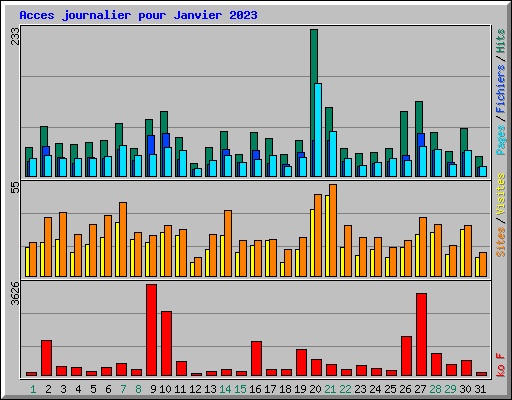 Acces journalier pour Janvier 2023
233
Pages / Fichiers / Hits
55
Sites / Visites
3626
ko F
1 2 3 4 5 6 7 8 9 10 11 12 13 14 15 16 17 18 19 20 21 22 23 24 25 26 27 28 29 30 31